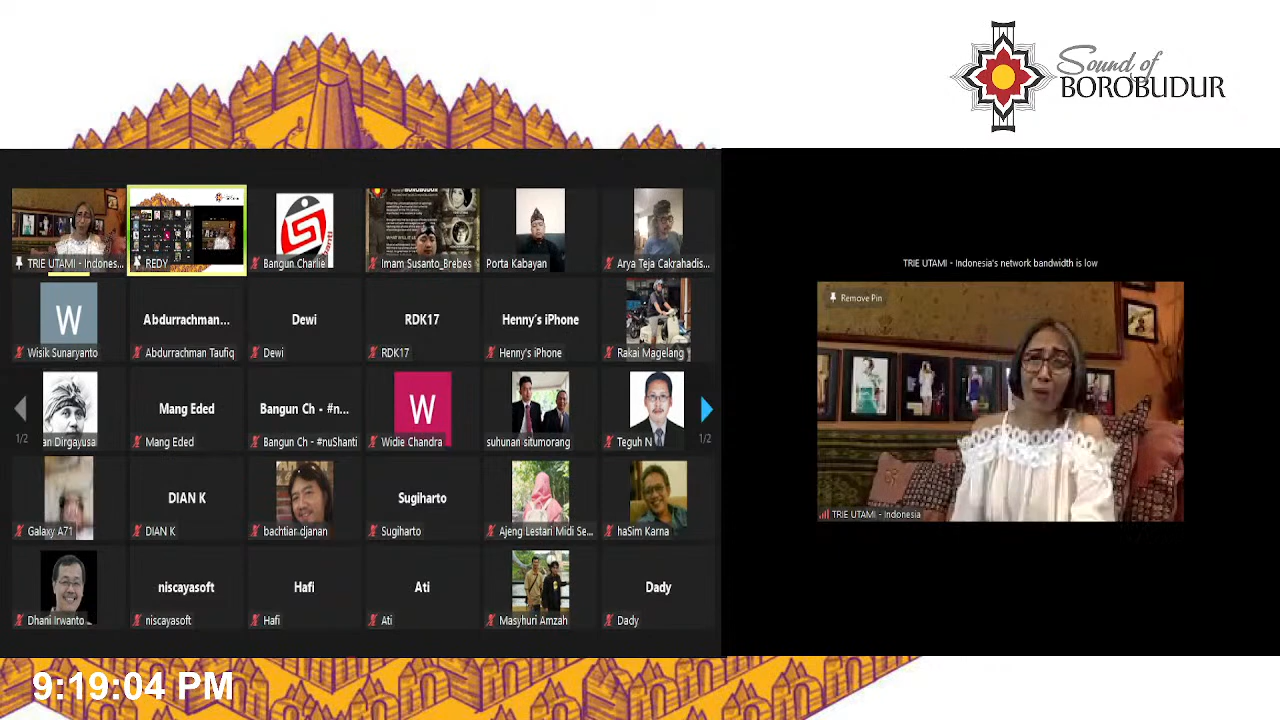 Sound of
BOROBUDUR
TRIE UTAMI - Indones...
REDY
Bangun Charlie
Imam Susanto_Brebes
Porta Kabayan
Arya Teja Cakrahadis...
W
Wisik Sunaryanto
Abdurrachman...
Abdurrachman Taufiq
Dewi
Dewi
RDK17
RDK17
Henny's iPhone
Henny's iPhone
Rakai Magelang
an Dirgayusa
Mang Eded
Mang Eded
Bangun Ch - #n...
Bangun Ch - #nuShanti
W
Widie Chandra
suhunan situmorang
Teguh N
1/2
1/2
Galaxy A71
DIAN K
DIAN K
bachtiar djanan
Sugiharto
Sugiharto
Ajeng Lestari Midi Se...
haSim Karna
Dhani Irwanto
niscayasoft
niscayasoft
Hafi
Hafi
Ati
Ati
Masyhuri Amzah
Dady
Dady
TRIE UTAMI - Indonesia's network bandwidth is low
Remove Pin
TRIE UTAMI - Indonesia
9:19:04 PM